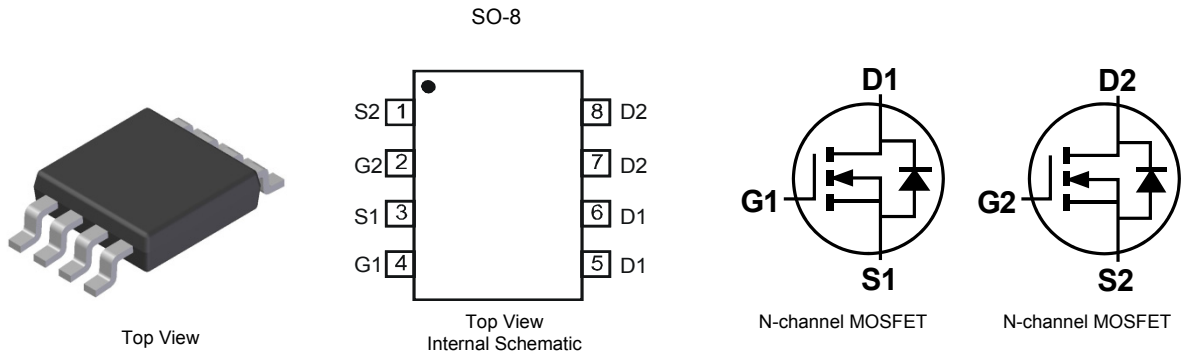 SO-8
S2 1 8 D2
G2 2 7 D2
S1 3 6 D1
G1 4 5 D1
Top View
Top View
Internal Schematic
D1
G1
S1
N-channel MOSFET
D2
G2
S2
N-channel MOSFET